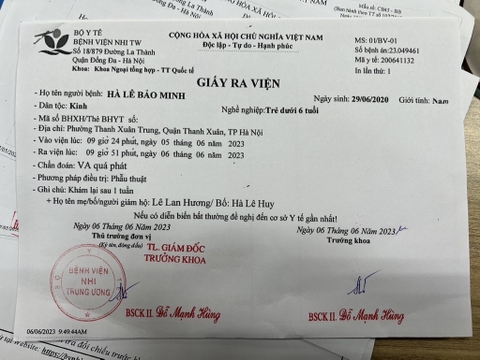 BỘ Y TẾ
BỆNH VIỆN NHI TW
Số 18/879 Đường La Thành
Quận Đống Đa - Hà Nội
Khoa: Khoa Ngoại tổng hợp - TT Quốc tế
CỘNG HÒA XÃ HỘI CHỦ NGHĨA VIỆT NAM
Độc lập - Tự do - Hạnh phúc
MS: 01/BV-01
Số bệnh án: 23.049461
Mã y tế: 200641132
In lần thứ: 1
GIẤY RA VIỆN
- Họ tên người bệnh: HÀ LÊ BẢO MINH Ngày sinh: 29/06/2020 Giới tính: Nam
- Dân tộc: Kinh Nghề nghiệp: Trẻ dưới 6 tuổi
- Mã số BHXH/Thẻ BHYT số:
- Địa chỉ: Phường Thanh Xuân Trung, Quận Thanh Xuân, TP Hà Nội
- Vào viện lúc: 09 giờ 24 phút, ngày 05 tháng 06 năm 2023
- Ra viện lúc: 09 giờ 51 phút, ngày 06 tháng 06 năm 2023
- Chẩn đoán: VA quá phát
- Phương pháp điều trị: Phẫu thuật
- Ghi chú: Khám lại sau 1 tuần
+ Họ tên mẹ/bố/người giám hộ: Lê Lan Hương/ Bố: Hà Lê Huy
Nếu có diễn biến bất thường đề nghị đến cơ sở Y tế gần nhất!
Ngày 06 Tháng 06 Năm 2023
Thủ trưởng đơn vị
(Ký tên, đóng dấu)
TL. GIÁM ĐỐC
TRƯỞNG KHOA
Ngày 06 Tháng 06 Năm 2023
Trưởng khoa
BỆNH VIỆN
NHI
TRUNG ƯƠNG
BSCK II. Đỗ Mạnh Hùng
BSCK II. Đỗ Mạnh Hùng
06/06/2023 9:49:44AM